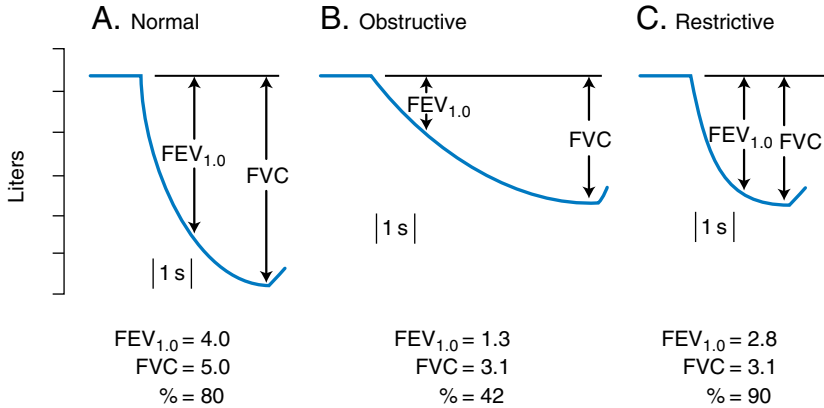 A. Normal
B. Obstructive
C. Restrictive
Liters
FEV1.0
FVC
1 s
FEV1.0
FVC
1 s
FEV1.0
FVC
1 s
FEV1.0 = 4.0
FVC = 5.0
% = 80
FEV1.0 = 1.3
FVC = 3.1
% = 42
FEV1.0 = 2.8
FVC = 3.1
% = 90